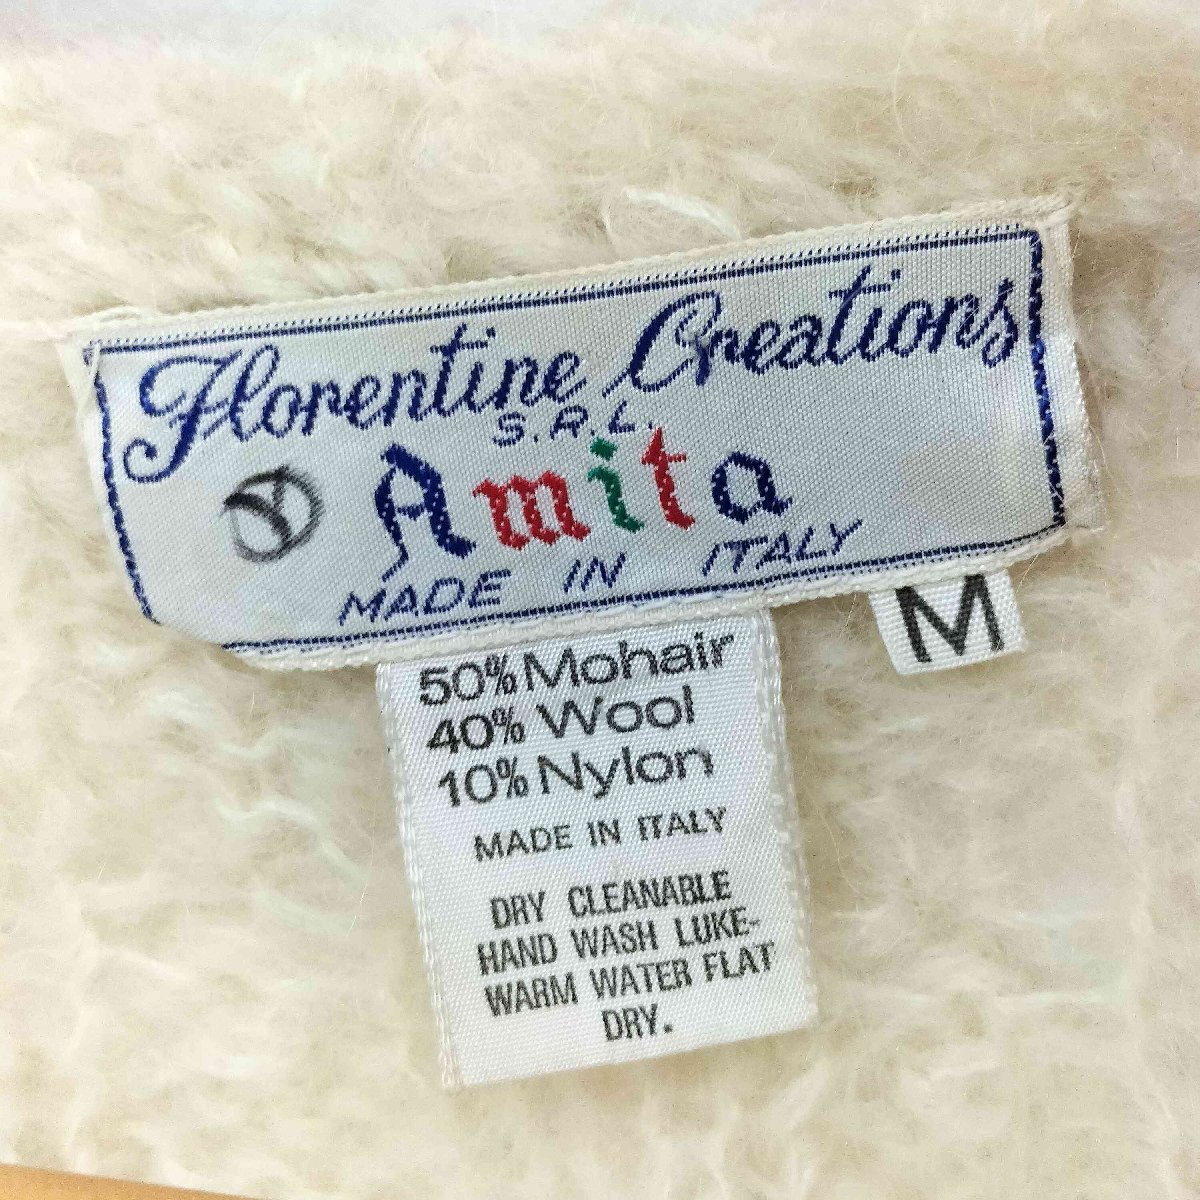 Florentine Creations
S.R.L.
Amita
MADE IN ITALY
M
50% Mohair
40% Wool
10% Nylon
MADE IN ITALY
DRY CLEANABLE
HAND WASH LUKE-
WARM WATER FLAT
DRY.